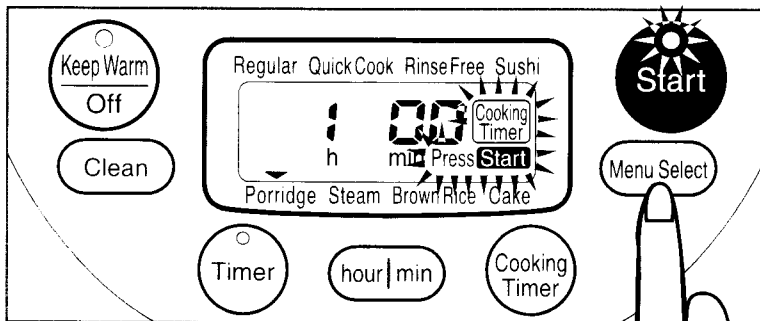 Keep Warm
Off
Clean
Regular Quick Cook Rinse Free Sushi
1 00
h min
Cooking
Timer
Press Start
Porridge Steam Brown Rice Cake
Start
Menu Select
Timer
hour|min
Cooking
Timer